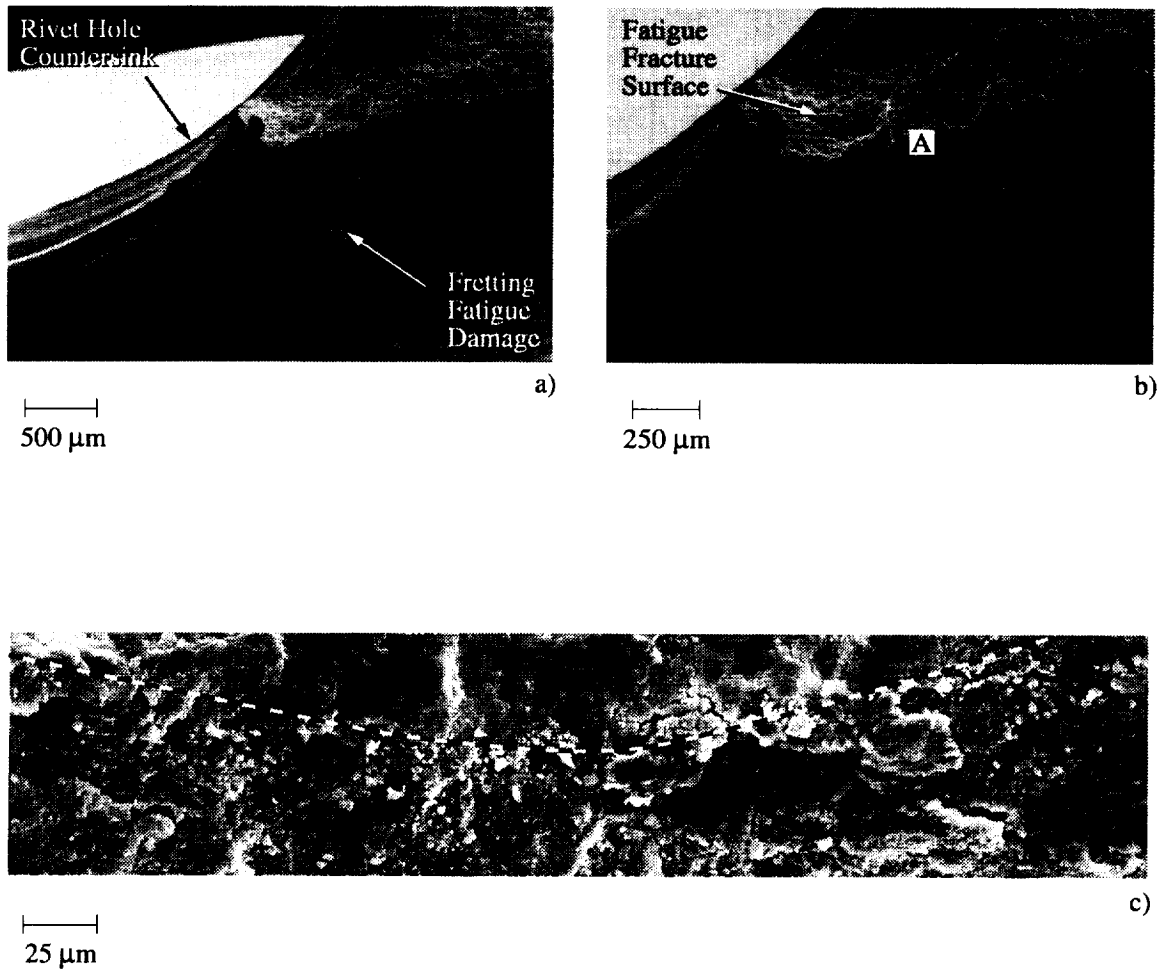 Rivet Hole
Countersink
Fretting
Fatigue
Damage
a)
500 μm
Fatigue
Fracture
Surface
A
b)
250 μm
c)
25 μm